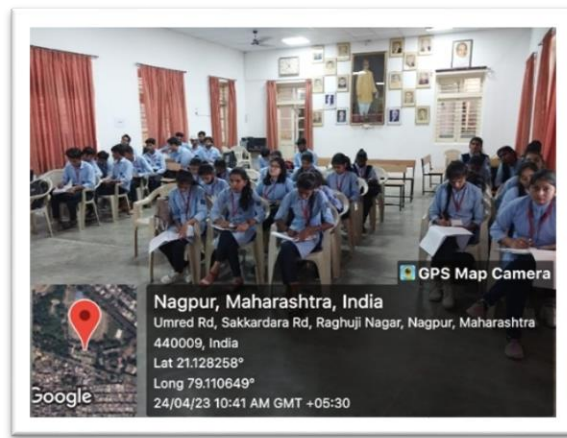 GPS Map Camera
Nagpur, Maharashtra, India
Umred Rd, Sakkardara Rd, Raghuji Nagar, Nagpur, Maharashtra
440009, India
Lat 21.128258°
Long 79.110649°
24/04/23 10:41 AM GMT +05:30
Google